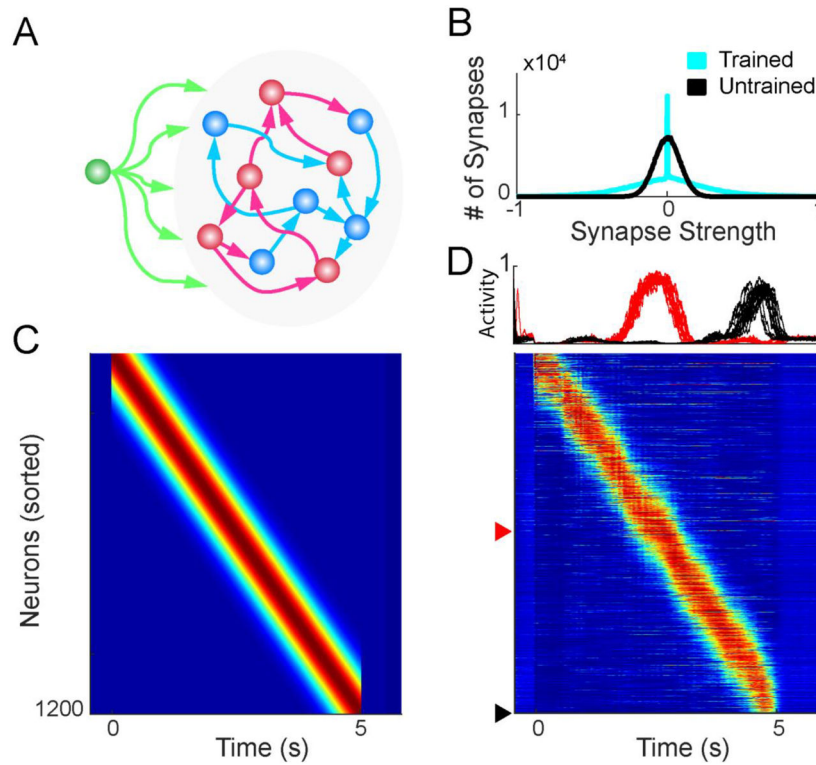 A
B
x10⁴
Trained
Untrained
# of Synapses
1
0
-1
0
Synapse Strength
C
Neurons (sorted)
1200
0
5
Time (s)
D
1
Activity
0
5
Time (s)